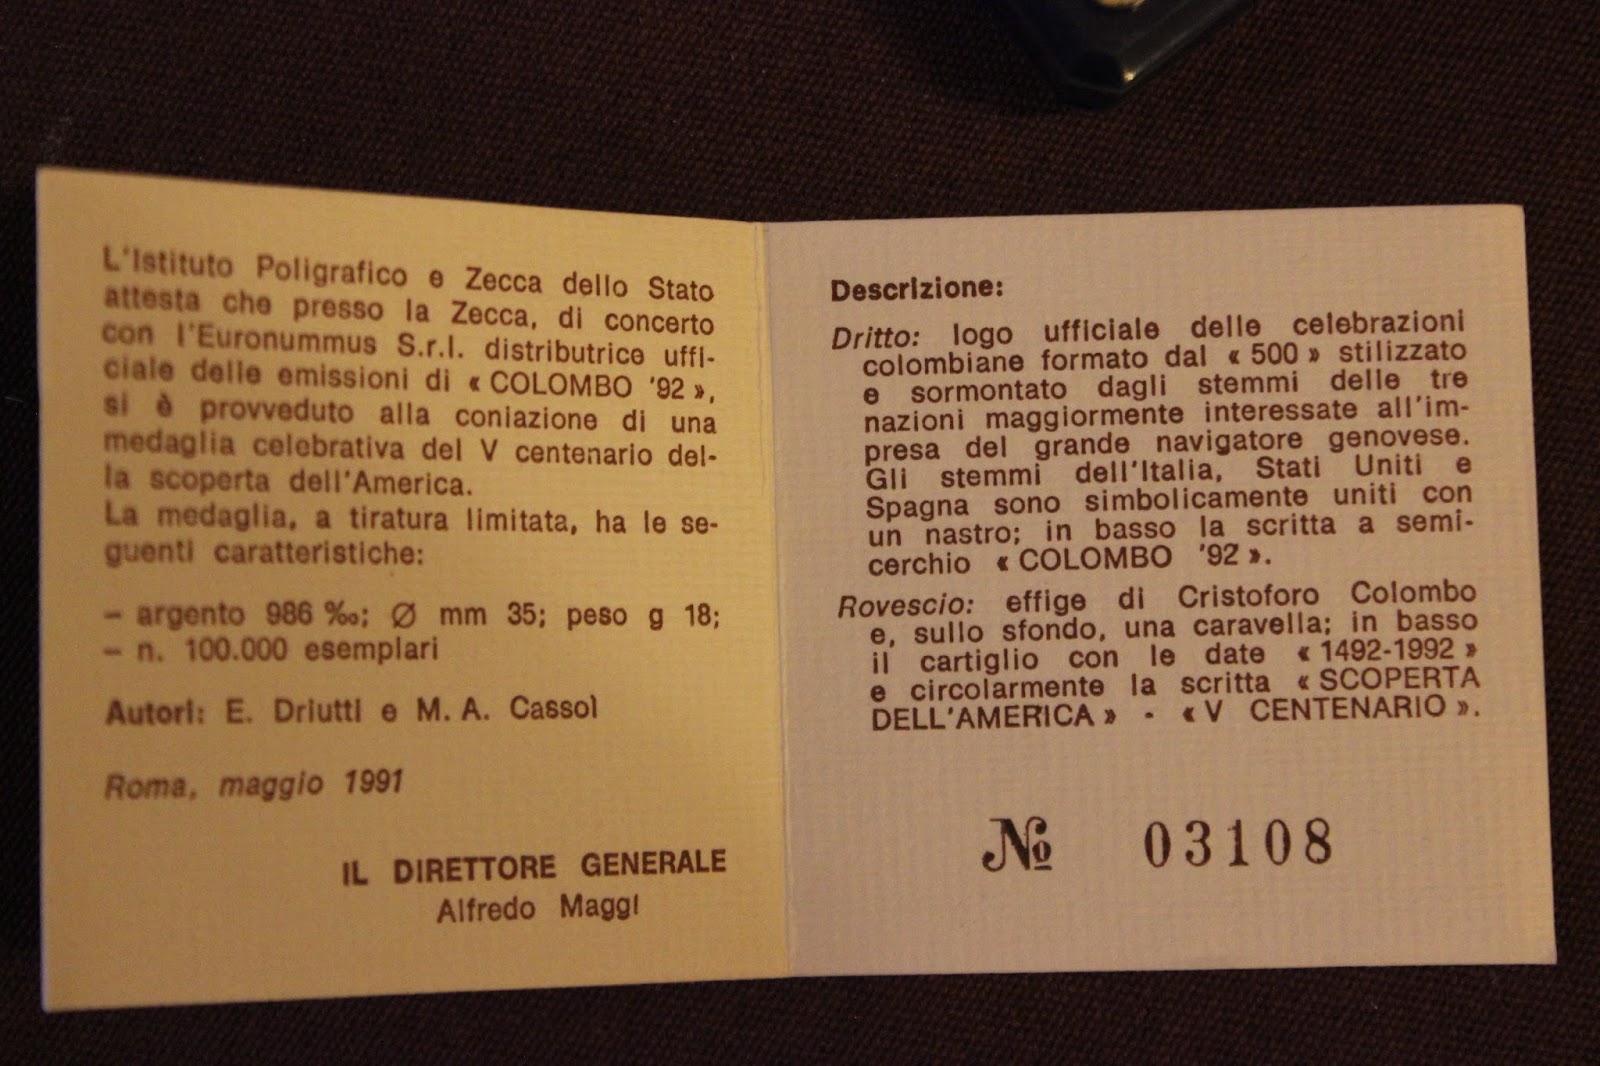 L'Istituto Poligrafico e Zecca dello Stato
attesta che presso la Zecca, di concerto
con l'Euronummus S.r.l. distributrice uffi-
ciale delle emissioni di « COLOMBO '92 »,
si è provveduto alla coniazione di una
medaglia celebrativa del V centenario del-
la scoperta dell'America.
La medaglia, a tiratura limitata, ha le se-
guenti caratteristiche:
– argento 986 ‰; Ø mm 35; peso g 18;
– n. 100.000 esemplari
Autori: E. Driutti e M. A. Cassol
Roma, maggio 1991
IL DIRETTORE GENERALE
Alfredo Maggi
Descrizione:
Dritto: logo ufficiale delle celebrazioni
colombiane formato dal « 500 » stilizzato
e sormontato dagli stemmi delle tre
nazioni maggiormente interessate all'im-
presa del grande navigatore genovese.
Gli stemmi dell'Italia, Stati Uniti e
Spagna sono simbolicamente uniti con
un nastro; in basso la scritta a semi-
cerchio « COLOMBO '92 ».
Rovescio: effige di Cristoforo Colombo
e, sullo sfondo, una caravella; in basso
il cartiglio con le date « 1492-1992 »
e circolarmente la scritta « SCOPERTA
DELL'AMERICA » - « V CENTENARIO ».
№ 03108